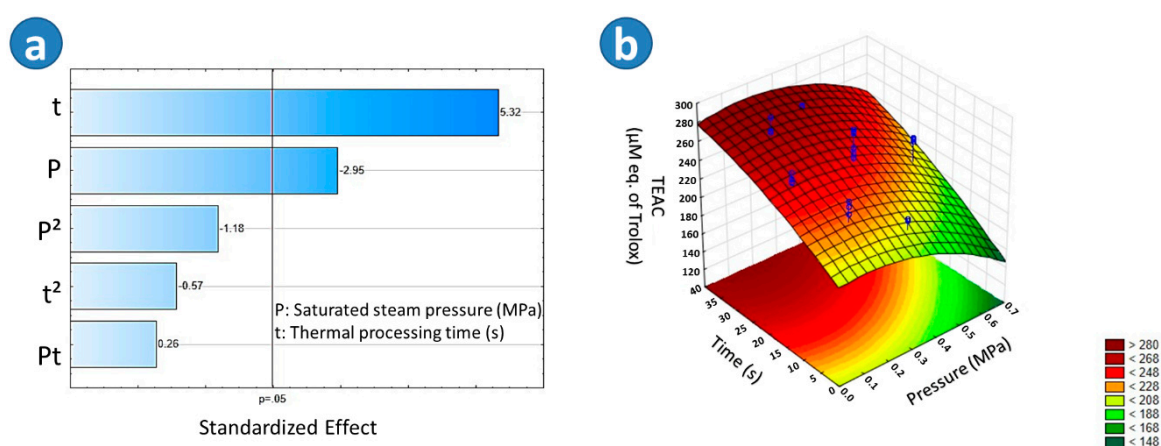 a
t
5.32
P
-2.95
P²
-1.18
t²
-0.57
Pt
0.26
P: Saturated steam pressure (MPa)
t: Thermal processing time (s)
p=.05
Standardized Effect
b
TEAC
(µM eq. of Trolox)
300
280
260
240
220
200
180
160
140
120
40
35
30
25
20
15
10
5
0
Time (s)
0.0
0.1
0.2
0.3
0.4
0.5
0.6
0.7
Pressure (MPa)
> 280
< 268
< 248
< 228
< 208
< 188
< 168
< 148